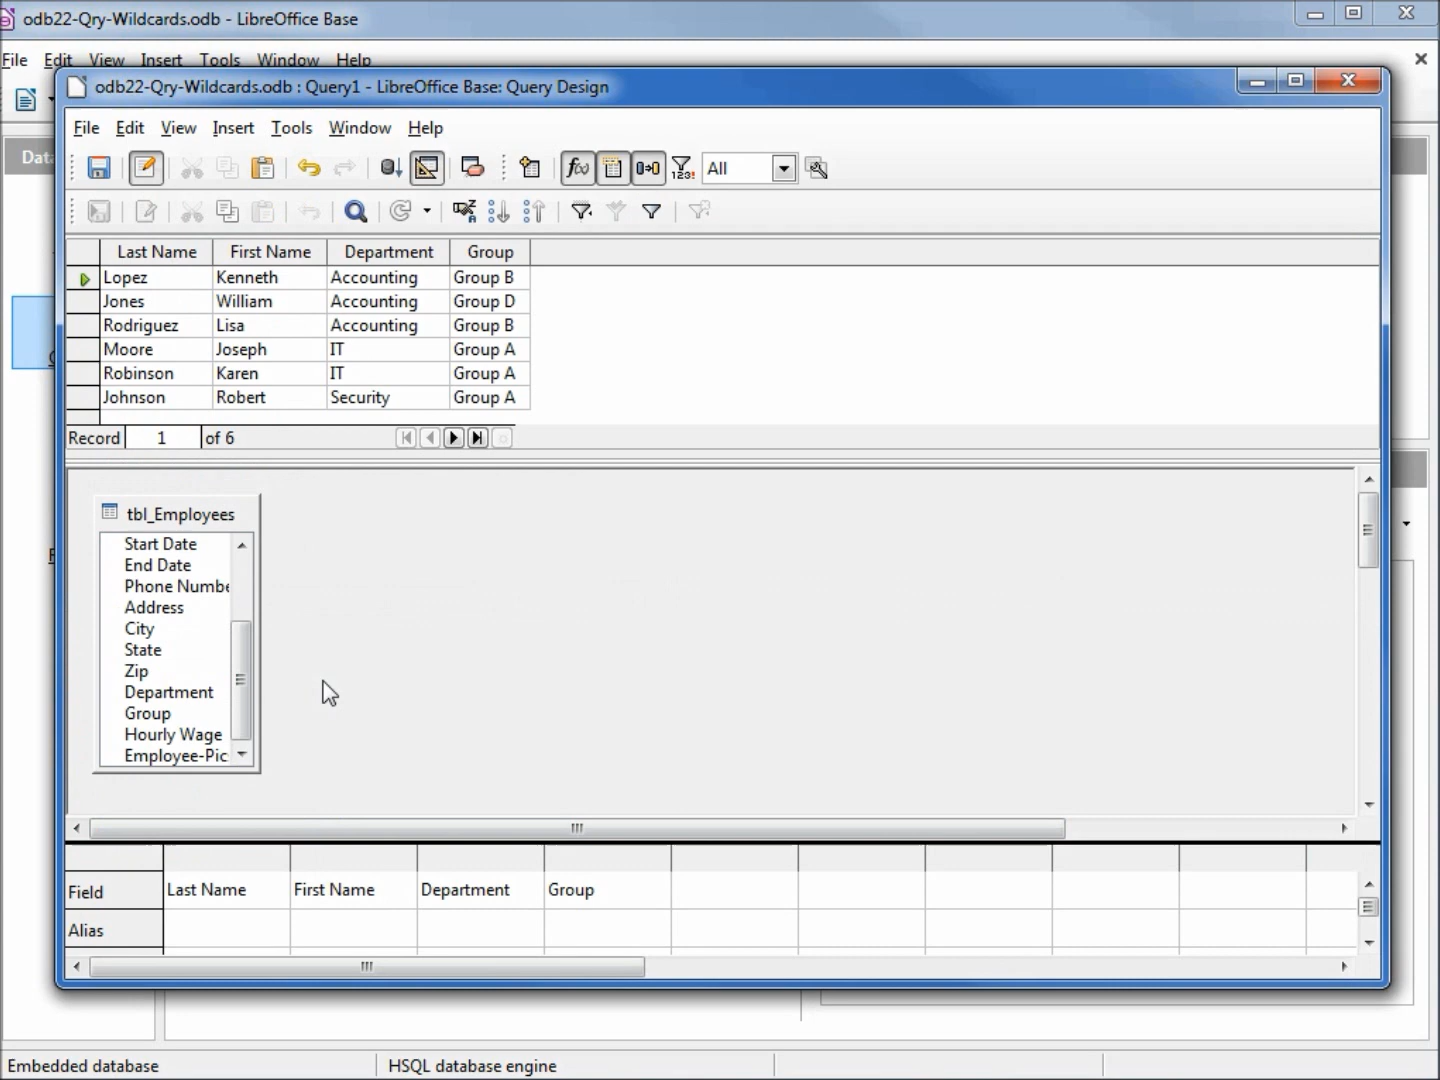 odb22-Qry-Wildcards.odb - LibreOffice Base
File Edit View Insert Tools Window Help
odb22-Qry-Wildcards.odb : Query1 - LibreOffice Base: Query Design
File Edit View Insert Tools Window Help
All
Last Name First Name Department Group
Lopez Kenneth Accounting Group B
Jones William Accounting Group D
Rodriguez Lisa Accounting Group B
Moore Joseph IT Group A
Robinson Karen IT Group A
Johnson Robert Security Group A
Record 1 of 6
tbl_Employees
Start Date
End Date
Phone Numbe
Address
City
State
Zip
Department
Group
Hourly Wage
Employee-Pic
Field Last Name First Name Department Group
Alias
Embedded database HSQL database engine